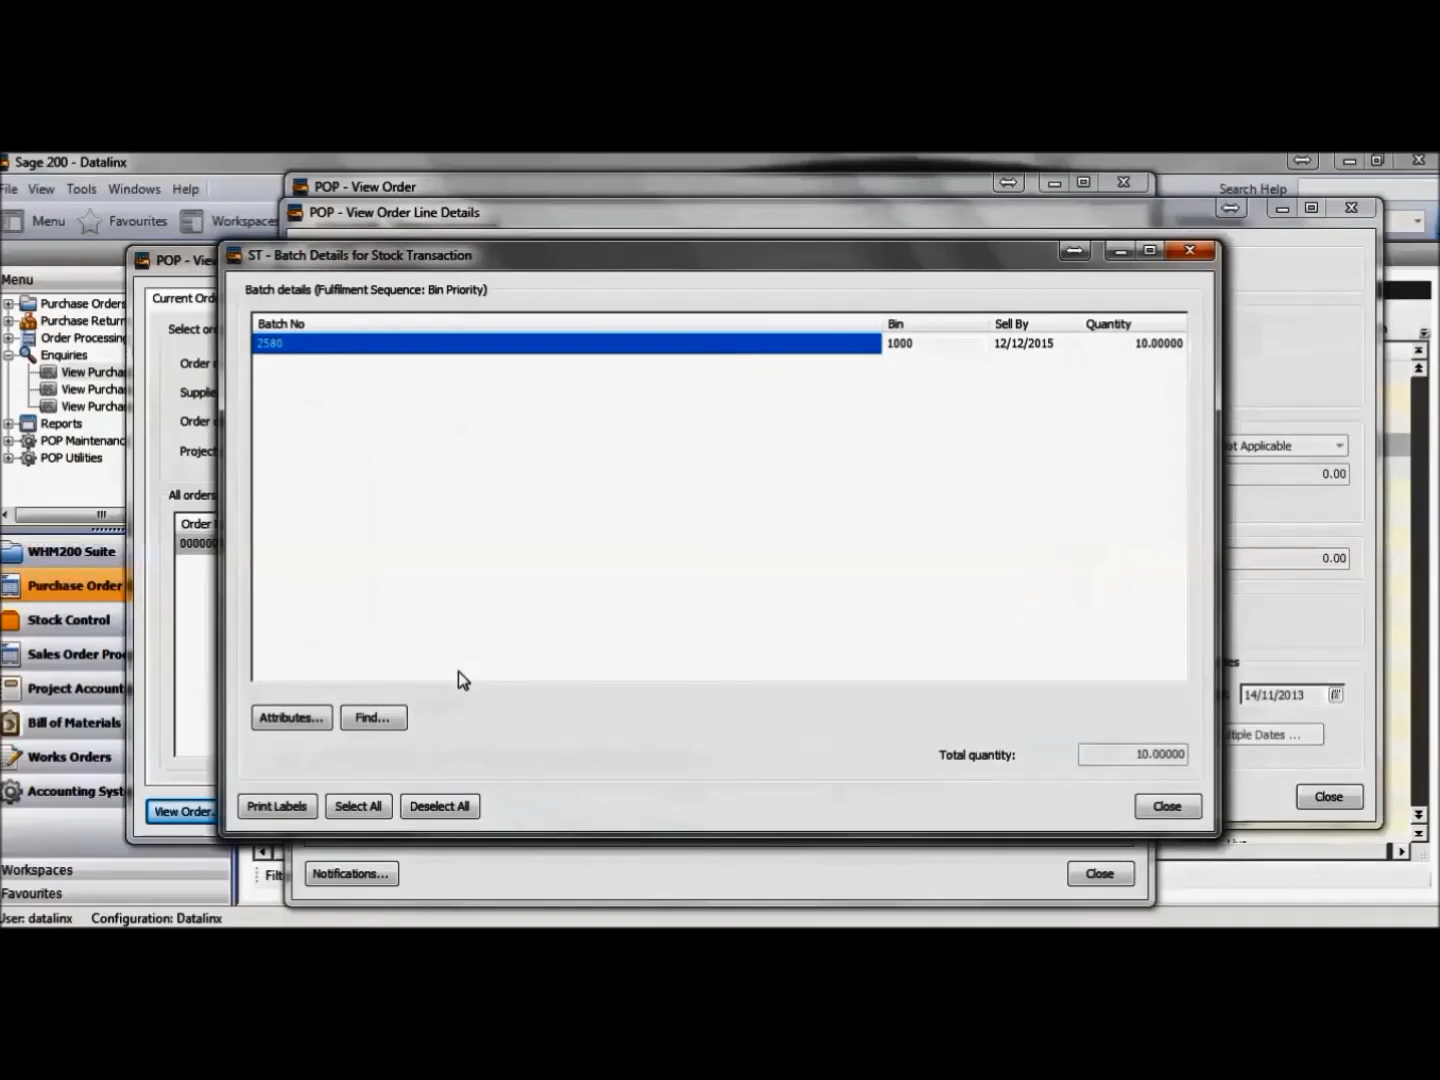 Sage 200 - Datalinx
File View Tools Windows Help
Search Help
Menu Favourites Workspaces
Menu
Purchase Orders
Purchase Return
Order Processing
Enquiries
View Purcha
View Purcha
View Purcha
Reports
POP Maintenanc
POP Utilities
WHM200 Suite
Purchase Order
Stock Control
Sales Order Pro
Project Account
Bill of Materials
Works Orders
Accounting Syst
Workspaces
Favourites
User: datalinx Configuration: Datalinx
POP - View Order
POP - View Order Line Details
POP - Vie
Current Ord
Select or
Order
Supplie
Order
Project
All orders
Order
000000
View Order.
ST - Batch Details for Stock Transaction
Batch details (Fulfilment Sequence: Bin Priority)
Batch No Bin Sell By Quantity
2580 1000 12/12/2015 10.00000
Attributes... Find...
Total quantity: 10.00000
Print Labels Select All Deselect All Close
ot Applicable
0.00
0.00
14/11/2013
tiple Dates ...
Close
Filt
Notifications... Close